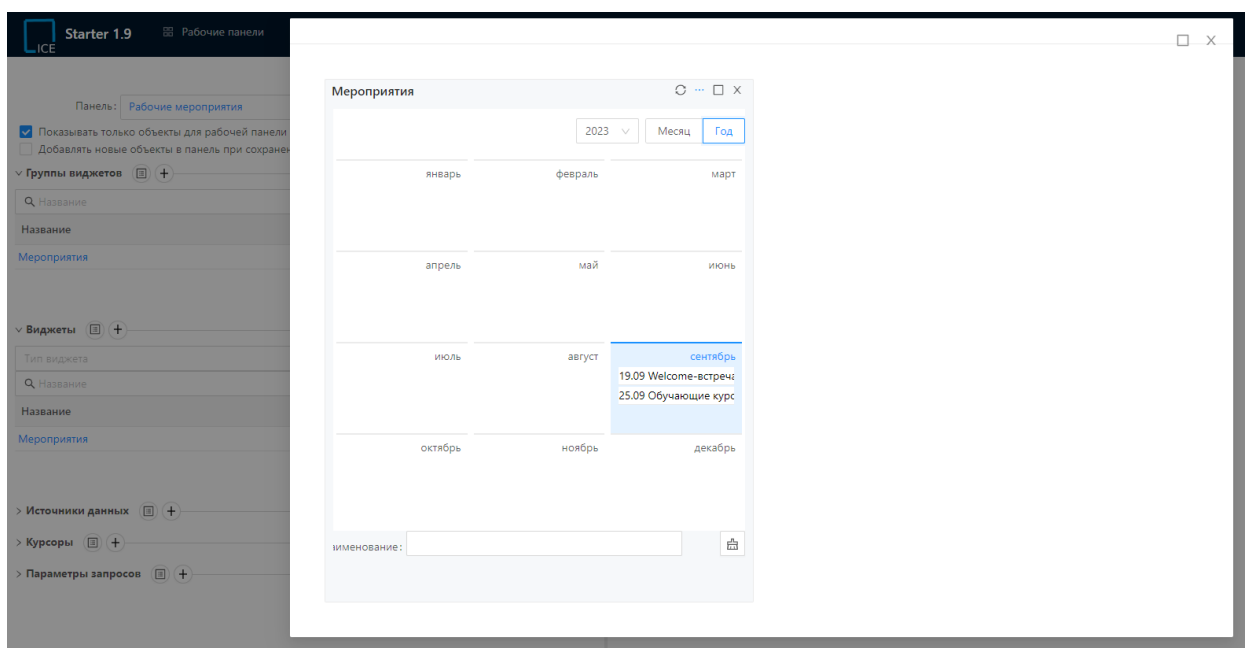 ICE
Starter 1.9
Рабочие панели
Панель: Рабочие мероприятия
Показывать только объекты для рабочей панели
Добавлять новые объекты в панель при
Группы виджетов
Название
Название
Мероприятия
Виджеты
Тип виджета
Название
Название
Мероприятия
Источники данных
Курсоры
Параметры запросов
Мероприятия
2023 Месяц Год
январь февраль март
апрель май июнь
июль август сентябрь
19.09 Welcome-встреча
25.09 Обучающие
октябрь ноябрь декабрь